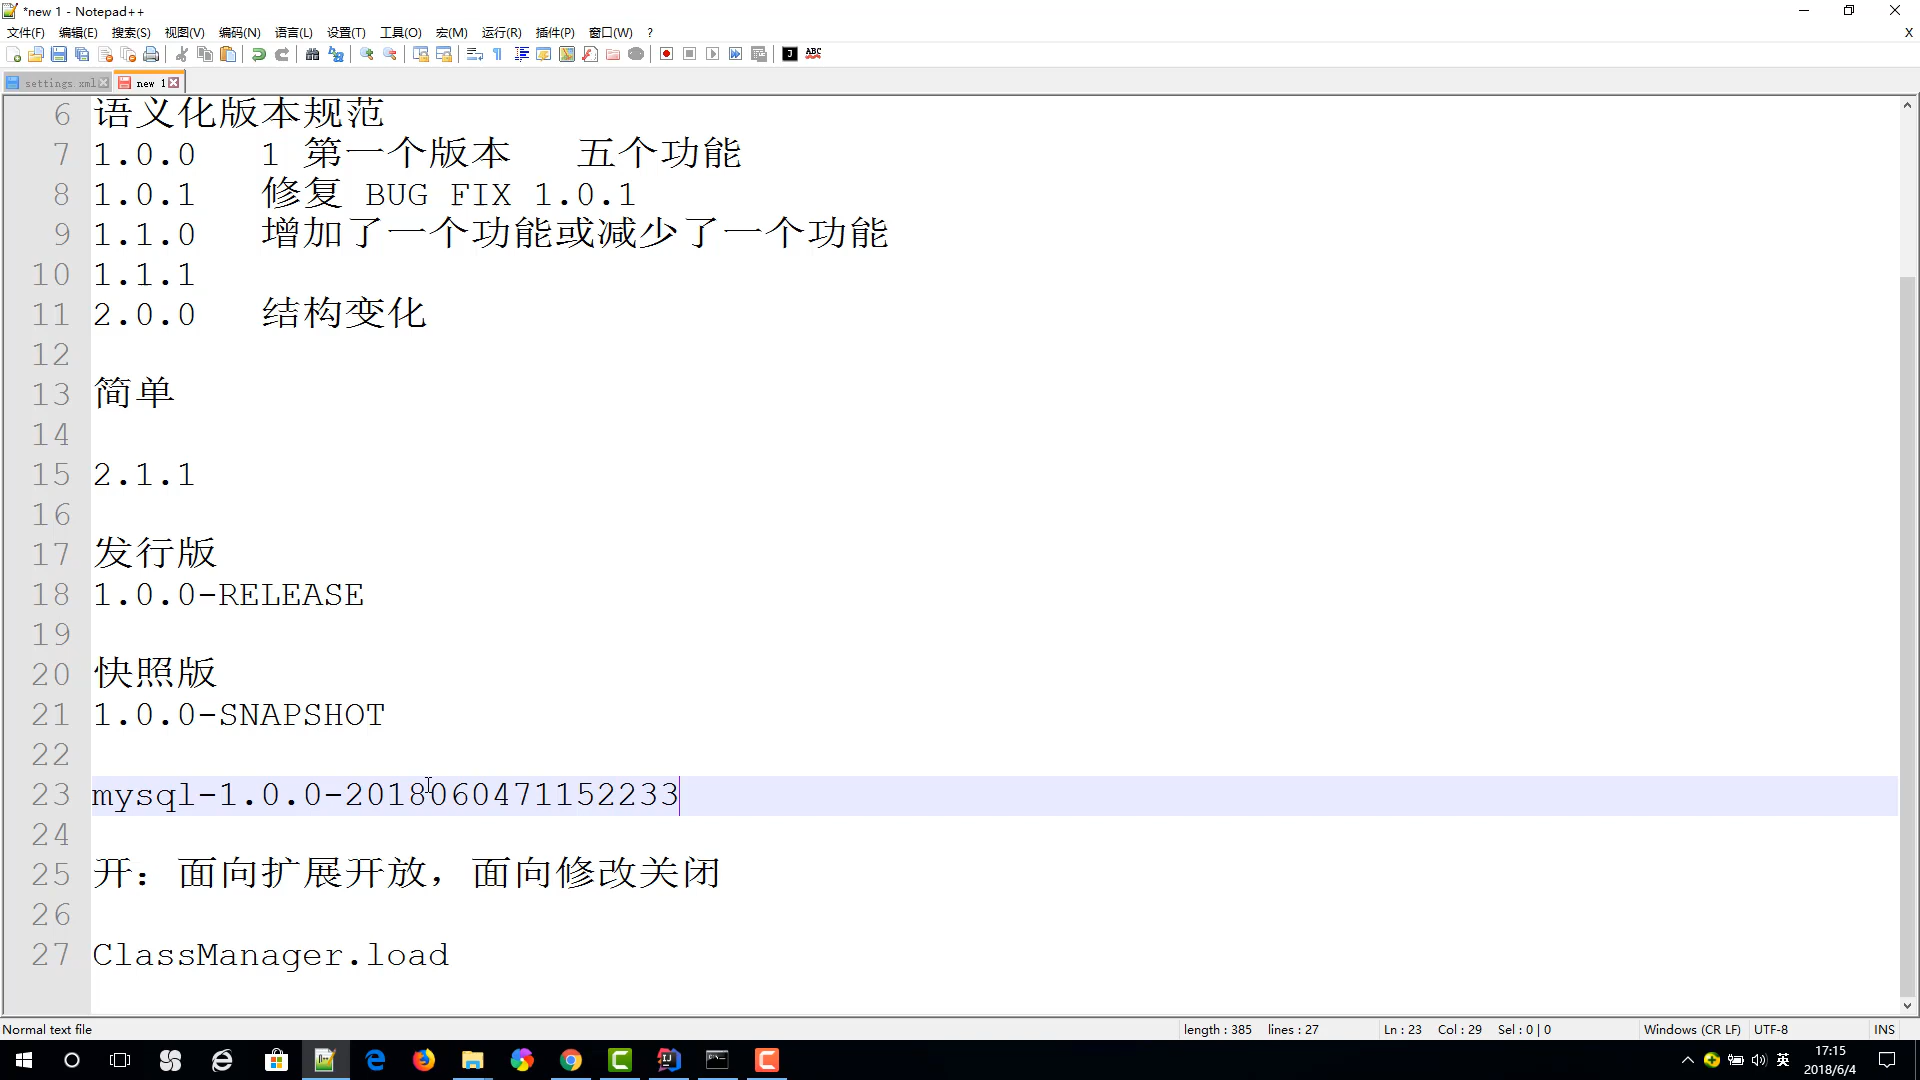 *new 1 - Notepad++
文件(F) 编辑(E) 搜索(S) 视图(V) 编码(N) 语言(L) 设置(T) 工具(O) 宏(M) 运行(R) 插件(P) 窗口(W) ? X
settings.xml new 1
6 语义化版本规范
7 1.0.0 1 第一个版本 五个功能
8 1.0.1 修复 BUG FIX 1.0.1
9 1.1.0 增加了一个功能或减少了一个功能
10 1.1.1
11 2.0.0 结构变化
12
13 简单
14
15 2.1.1
16
17 发行版
18 1.0.0-RELEASE
19
20 快照版
21 1.0.0-SNAPSHOT
22
23 mysql-1.0.0-2018060471152233
24
25 开：面向扩展开放，面向修改关闭
26
27 ClassManager.load
Normal text file length : 385 lines : 27 Ln : 23 Col : 29 Sel : 0 | 0 Windows (CR LF) UTF-8 INS
英 17:15
2018/6/4